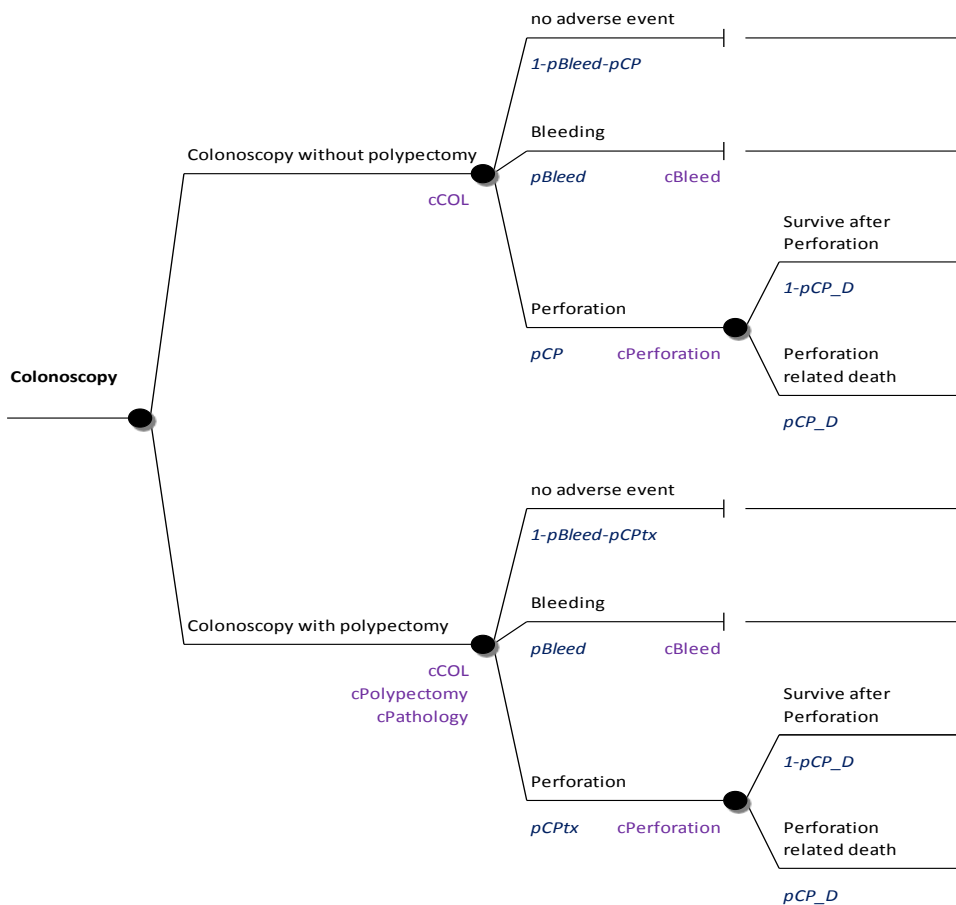 no adverse event
1-pBleed-pCP
Bleeding
Colonoscopy without polypectomy
pBleed cBleed
cCOL
Survive after
Perforation
1-pCP_D
Perforation
pCP cPerforation
Perforation
related death
Colonoscopy
pCP_D
no adverse event
1-pBleed-pCPtx
Bleeding
Colonoscopy with polypectomy
pBleed cBleed
cCOL
cPolypectomy
cPathology
Survive after
Perforation
1-pCP_D
Perforation
pCPtx cPerforation
Perforation
related death
pCP_D